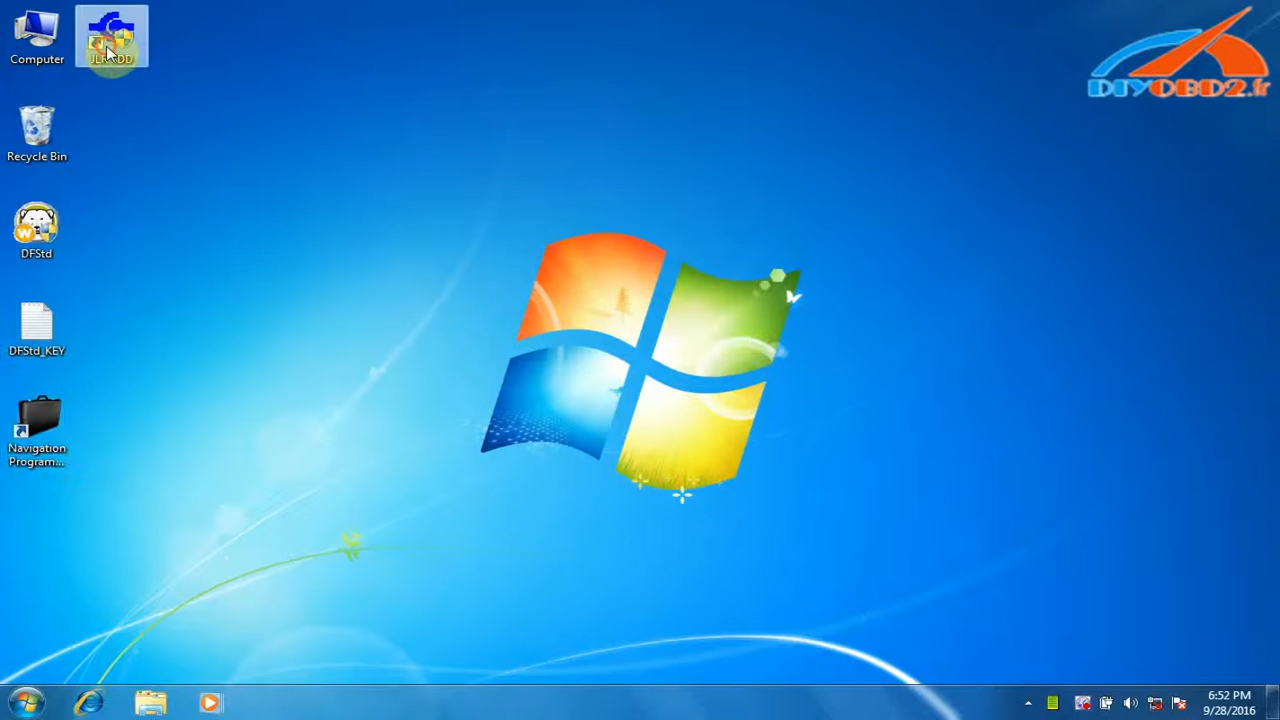 Computer
Recycle Bin
DFStd
DFStd_KEY
Navigation
Program...
DIYOBD2.fr
6:52 PM
9/28/2016